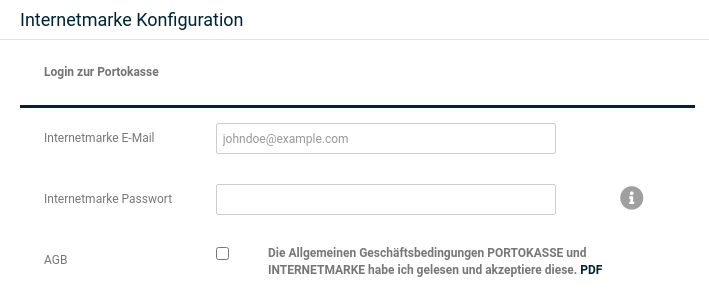 Internetmarke Konfiguration
Login zur Portokasse
Internetmarke E-Mail
johndoe@example.com
Internetmarke Passwort
AGB
Die Allgemeinen Geschäftsbedingungen PORTOKASSE und
INTERNETMARKE habe ich gelesen und akzeptiere diese. PDF